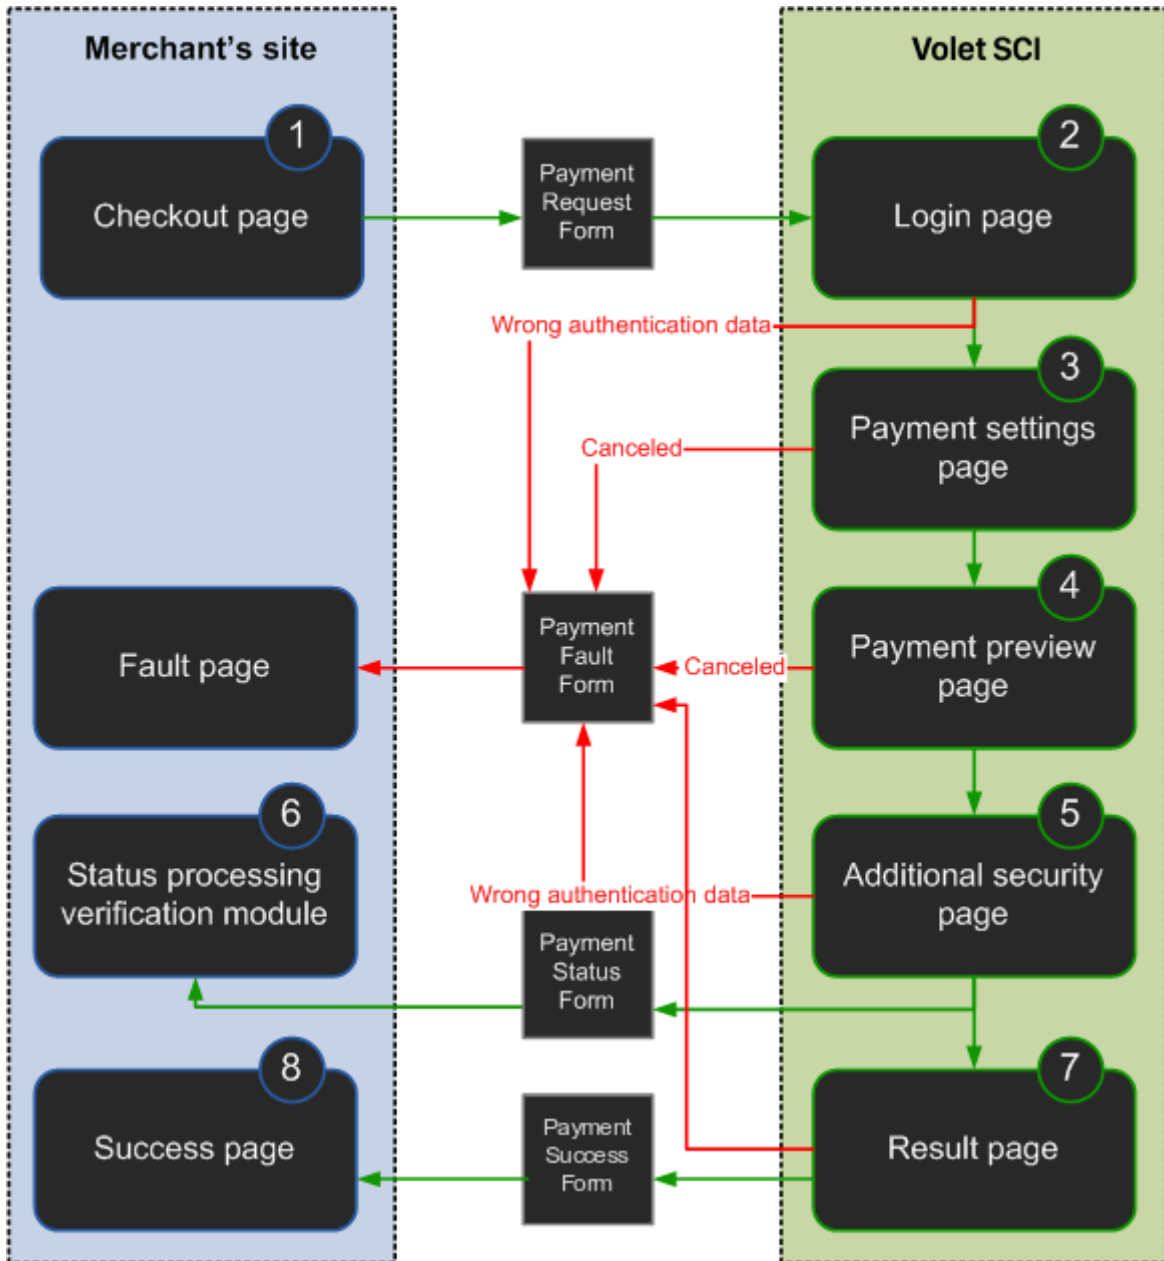 Merchant's site
Volet SCI
1
Checkout page
Payment
Request
Form
2
Login page
Wrong authentication data
3
Payment settings
page
Canceled
Fault page
Payment
Fault
Form
Canceled
4
Payment preview
page
6
Status processing
verification module
Wrong authentication data
5
Additional security
page
Payment
Status
Form
8
Success page
Payment
Success
Form
7
Result page